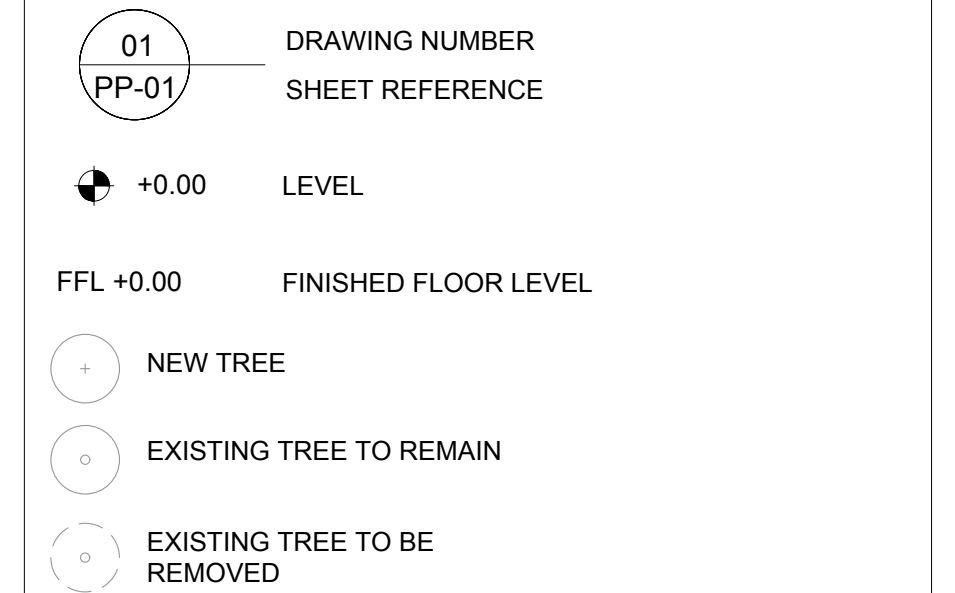 01
DRAWING NUMBER
PP-01
SHEET REFERENCE
+0.00
LEVEL
FFL +0.00
FINISHED FLOOR LEVEL
NEW TREE
EXISTING TREE TO REMAIN
EXISTING TREE TO BE
REMOVED